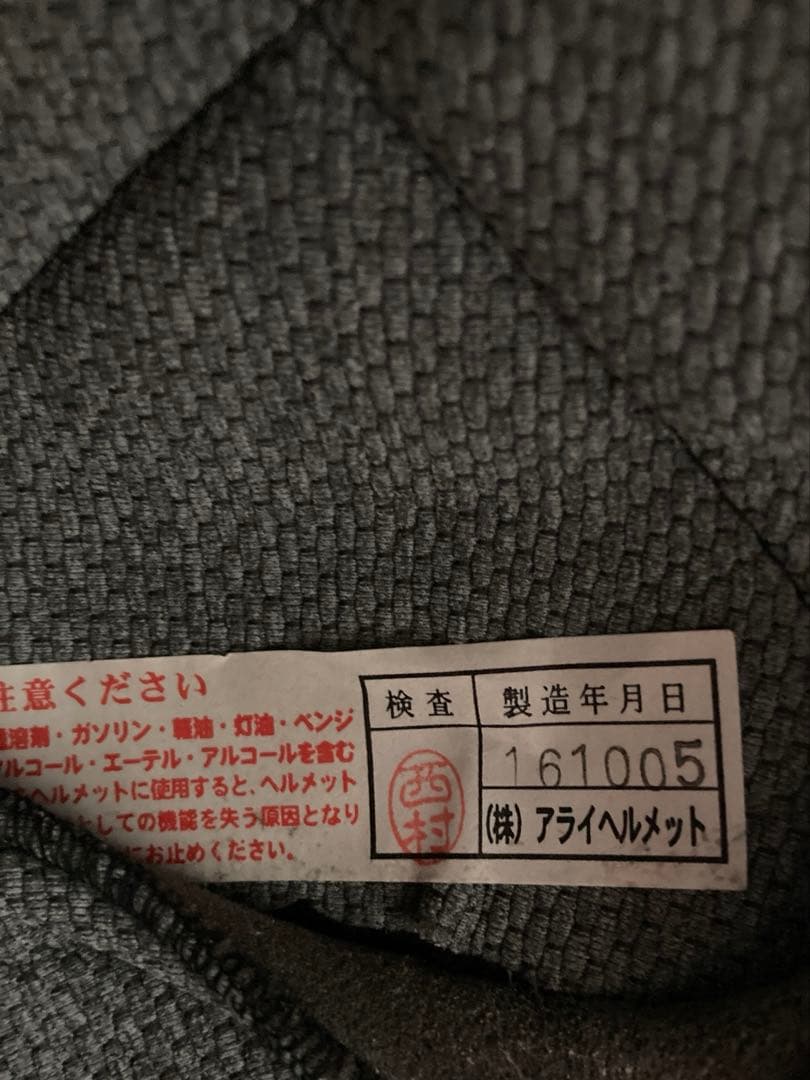 注意ください
溶剤・ガソリン・軽油・灯油・ベンジ
アルコール・エーテル・アルコールを含む
ヘルメットに使用すると、ヘルメット
としての機能を失う原因となり
にお止めください。
検査
製造年月日
西村
161005
(株) アライヘルメット